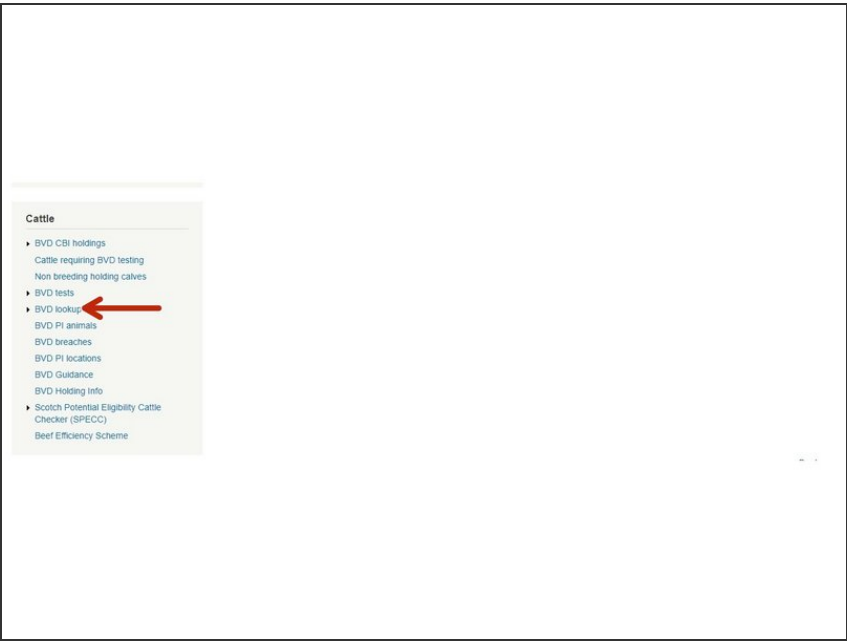 Cattle
BVD CBI holdings
Cattle requiring BVD testing
Non breeding holding calves
BVD tests
BVD lookup
BVD PI animals
BVD breaches
BVD PI locations
BVD Guidance
BVD Holding Info
Scotch Potential Eligibility Cattle
Checker (SPECC)
Beef Efficiency Scheme